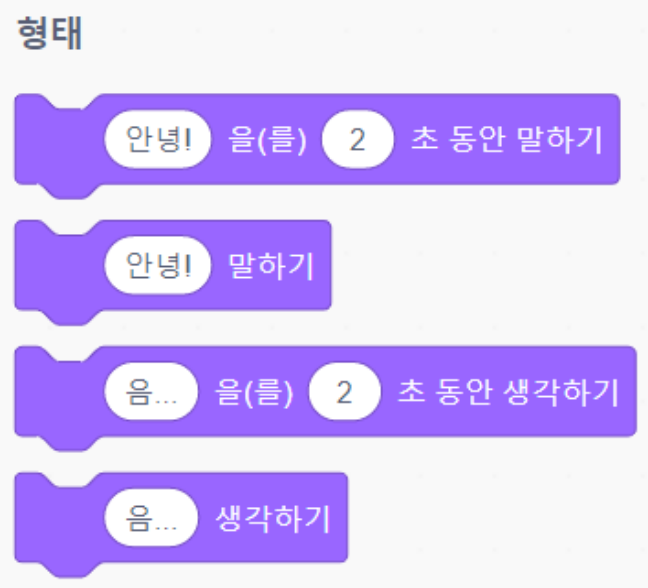 형태
안녕! 을(를) 2 초 동안 말하기
안녕! 말하기
음... 을(를) 2 초 동안 생각하기
음... 생각하기